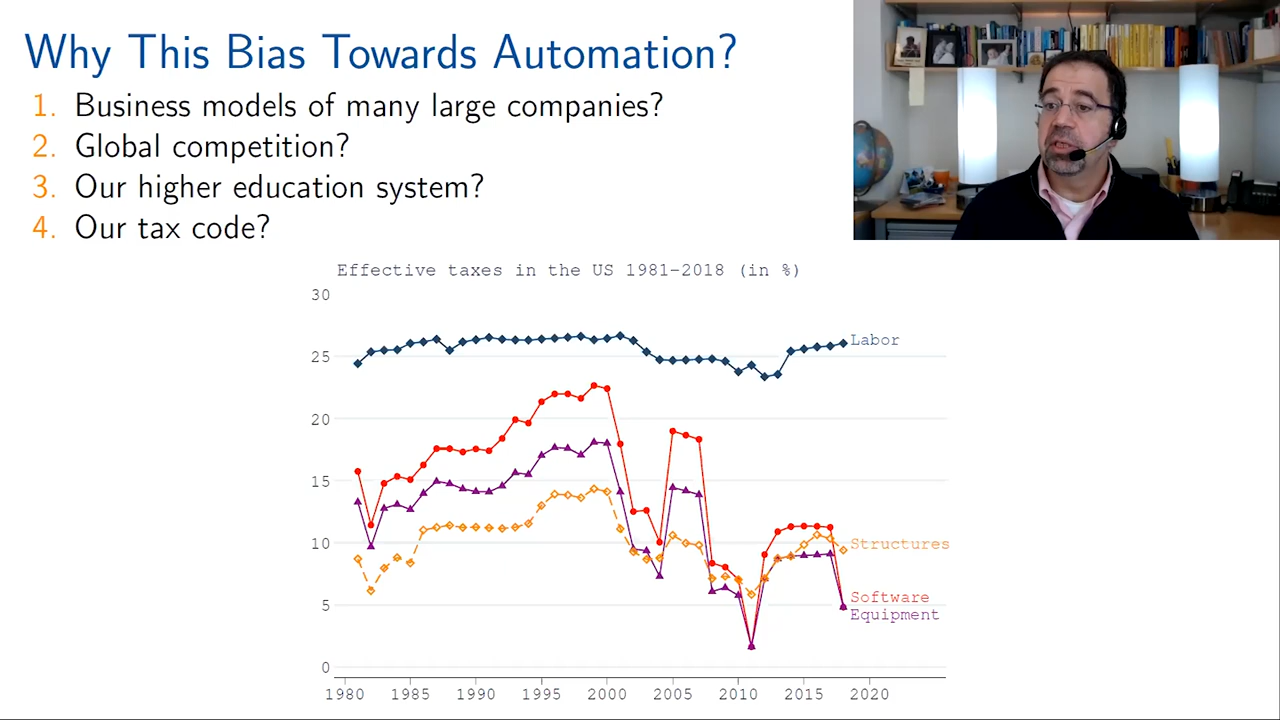 Why This Bias Towards Automation?
1. Business models of many large companies?
2. Global competition?
3. Our higher education system?
4. Our tax code?
Effective taxes in the US 1981–2018 (in %)
30
25
20
15
10
5
0
Labor
Structures
Software
Equipment
1980 1985 1990 1995 2000 2005 2010 2015 2020